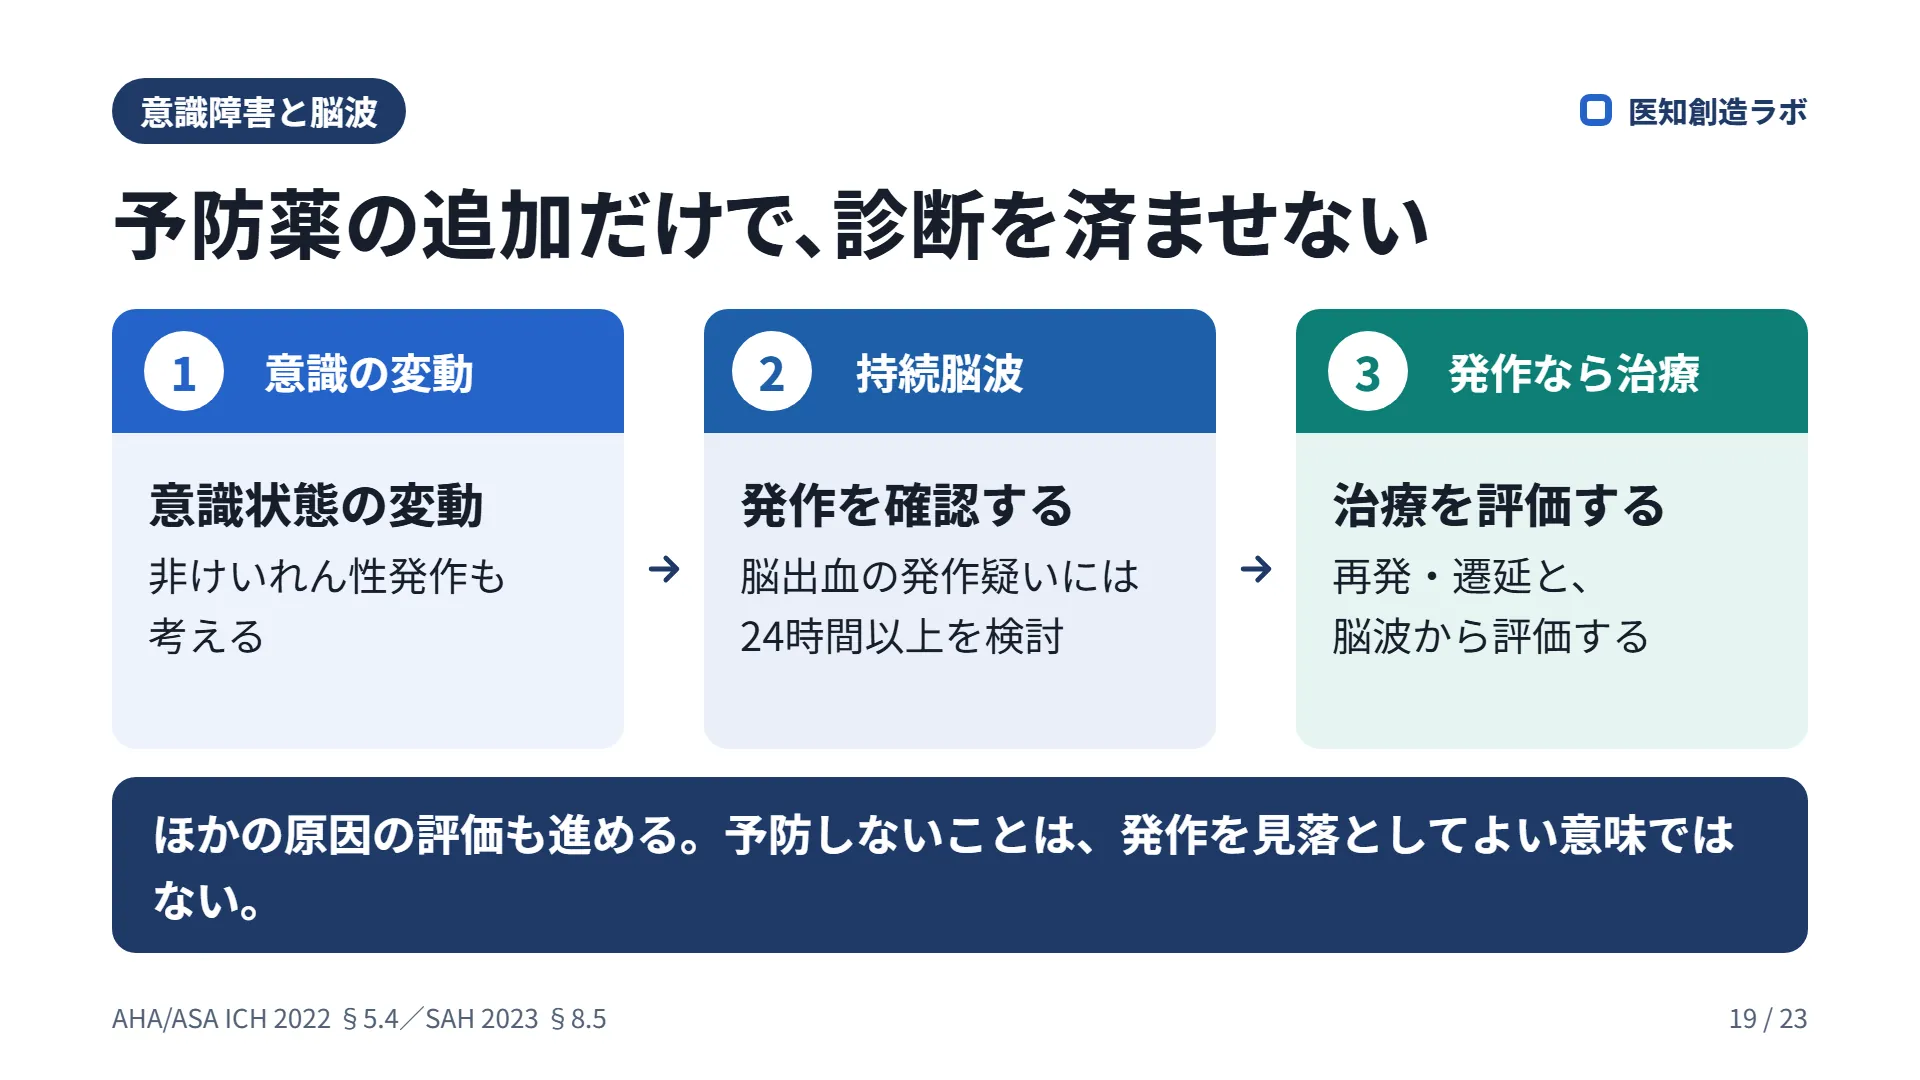 意識障害と脳波
医知創造ラボ
予防薬の追加だけで、診断を済ませない
1 意識の変動
意識状態の変動
非けいれん性発作も
考える
→
2 持続脳波
発作を確認する
脳出血の発作疑いには
24時間以上を検討
→
3 発作なら治療
治療を評価する
再発・遷延と、
脳波から評価する
ほかの原因の評価も進める。予防しないことは、発作を見落としてよい意味では
ない。
AHA/ASA ICH 2022 §5.4／SAH 2023 §8.5
19 / 23